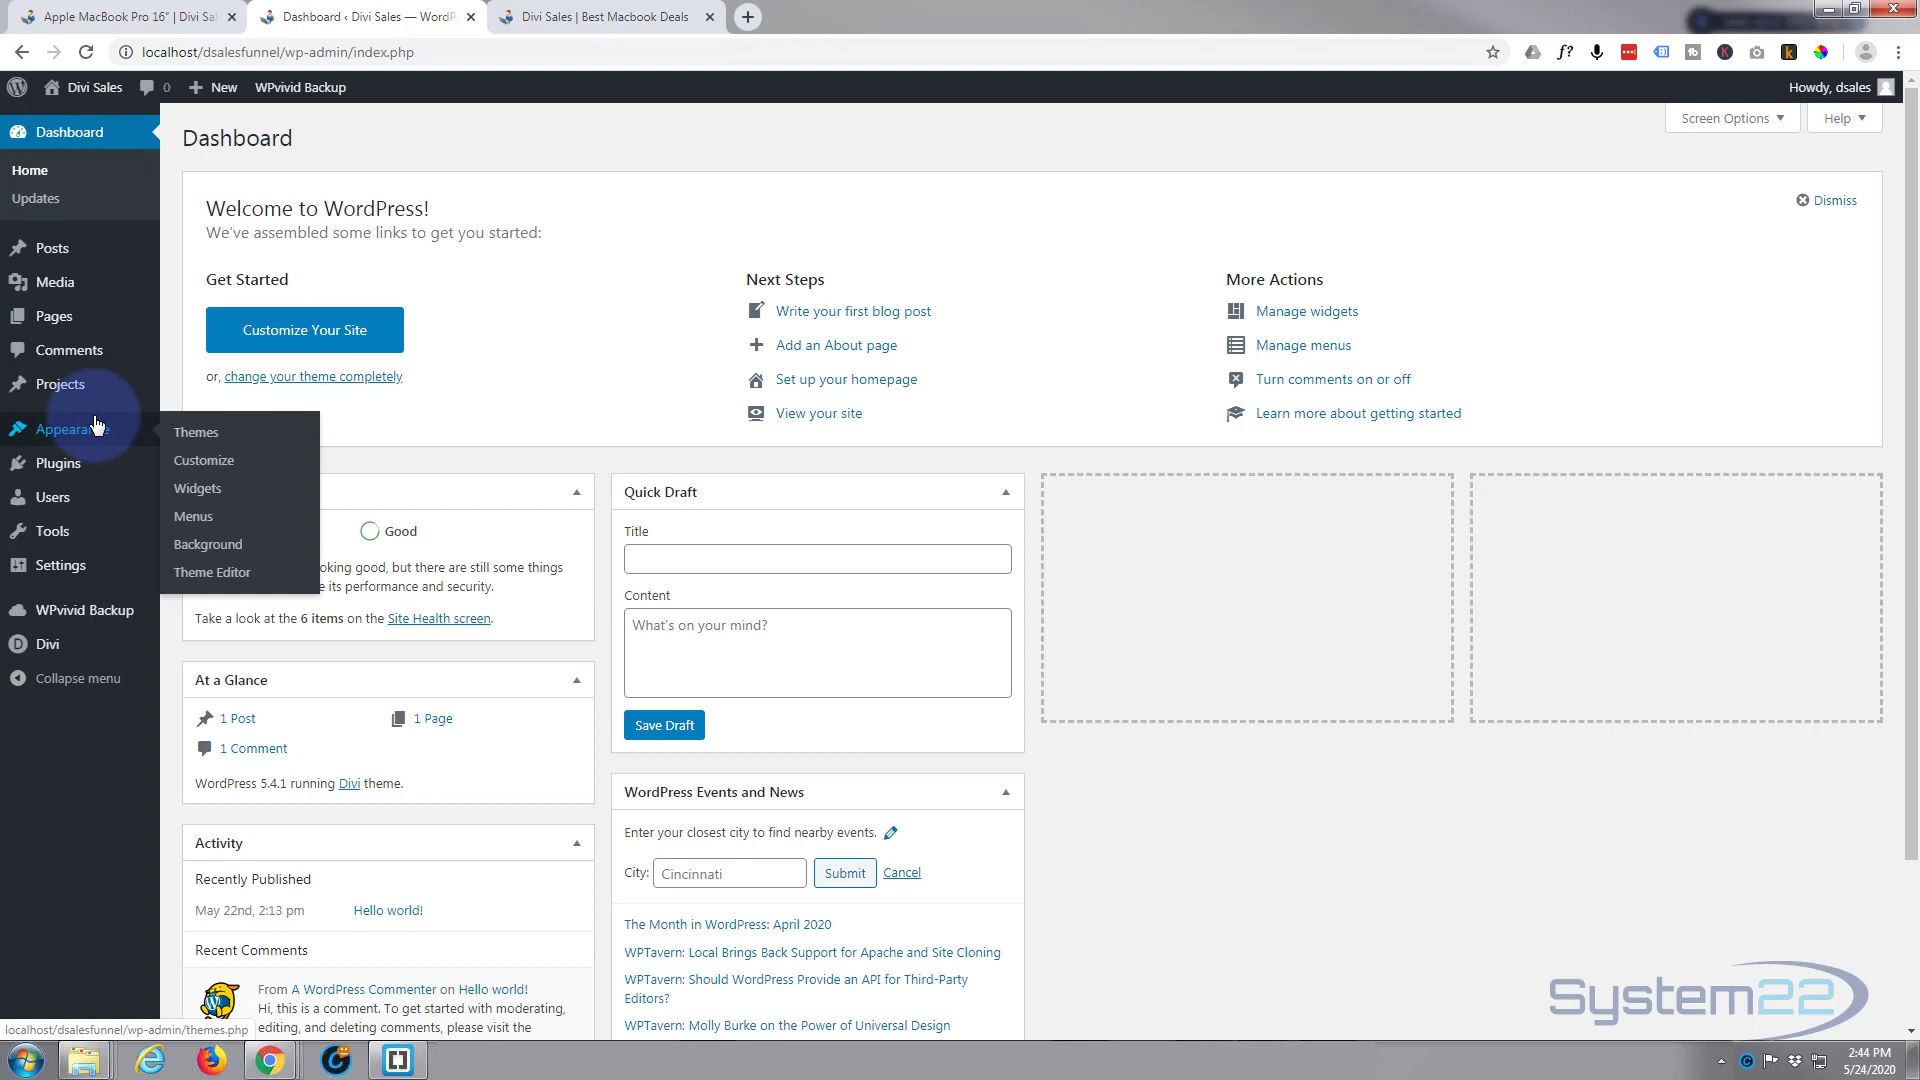 Apple MacBook Pro 16" | Divi Sal
Dashboard ‹ Divi Sales — WordP
Divi Sales | Best Macbook Deals
localhost/dsalesfunnel/wp-admin/index.php
Divi Sales
0
New
WPvivid Backup
Howdy, dsales
Dashboard
Home
Updates
Posts
Media
Pages
Comments
Projects
Plugins
Users
Tools
Settings
WPvivid Backup
Divi
Collapse menu
Themes
Customize
Widgets
Menus
Background
Theme Editor
Dashboard
Screen Options
Help
Welcome to WordPress!
We've assembled some links to get you started:
Dismiss
Get Started
Customize Your Site
or, change your theme completely
Next Steps
Write your first blog post
Add an About page
Set up your homepage
View your site
More Actions
Manage widgets
Manage menus
Turn comments on or off
Learn more about getting started
Good
oking good, but there are still some things
its performance and security.
Take a look at the 6 items on the Site Health screen.
At a Glance
1 Post
1 Page
1 Comment
WordPress 5.4.1 running Divi theme.
Activity
Recently Published
May 22nd, 2:13 pm
Hello world!
Recent Comments
From A WordPress Commenter on Hello world!
Hi, this is a comment. To get started with moderating,
editing, and deleting comments, please visit the
Quick Draft
Title
Content
What's on your mind?
Save Draft
WordPress Events and News
Enter your closest city to find nearby events.
City:
Cincinnati
Submit
Cancel
The Month in WordPress: April 2020
WPTavern: Local Brings Back Support for Apache and Site Cloning
WPTavern: Should WordPress Provide an API for Third-Party
Editors?
WPTavern: Molly Burke on the Power of Universal Design
System22
localhost/dsalesfunnel/wp-admin/themes.php
2:44 PM
5/24/2020